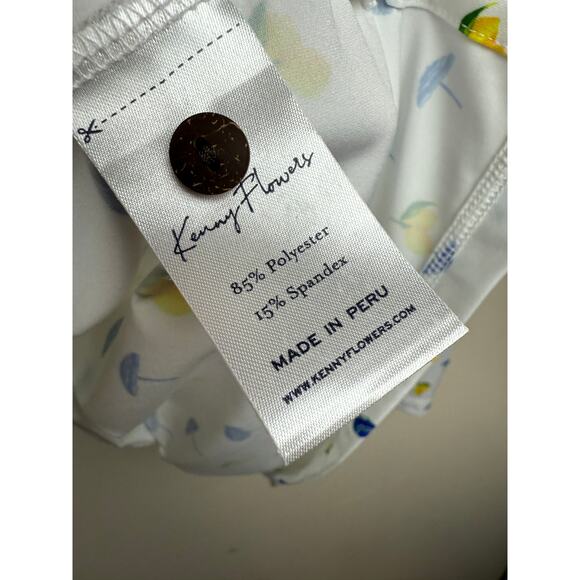 Kenny Flowers
85% Polyester
15% Spandex
MADE IN PERU
WWW.KENNYFLOWERS.COM